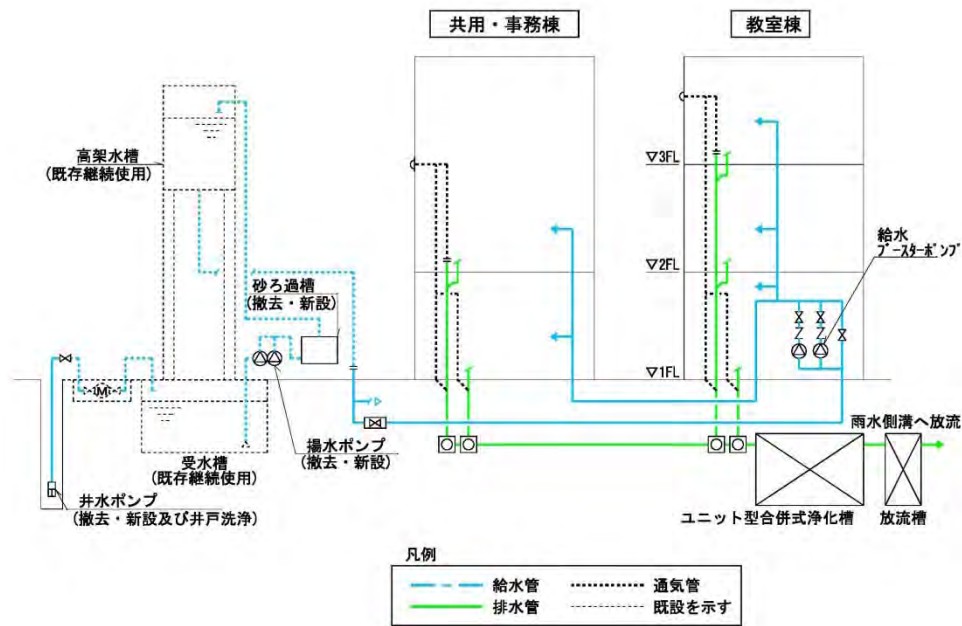 共用・事務棟
教室棟
高架水槽
(既存継続使用)
▽3FL
給水
ブースターポンプ
▽2FL
砂ろ過槽
(撤去・新設)
▽1FL
M
雨水側溝へ放流
揚水ポンプ
(撤去・新設)
受水槽
(既存継続使用)
井水ポンプ
(撤去・新設及び井戸洗浄)
ユニット型合併式浄化槽
放流槽
凡例
給水管
通気管
排水管
既設を示す